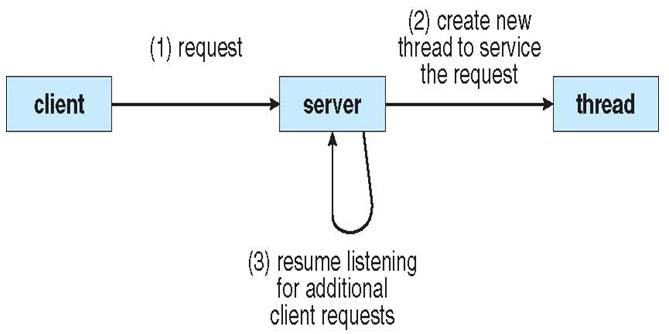 (1) request
(2) create new
thread to service
the request
client
server
thread
(3) resume listening
for additional
client requests